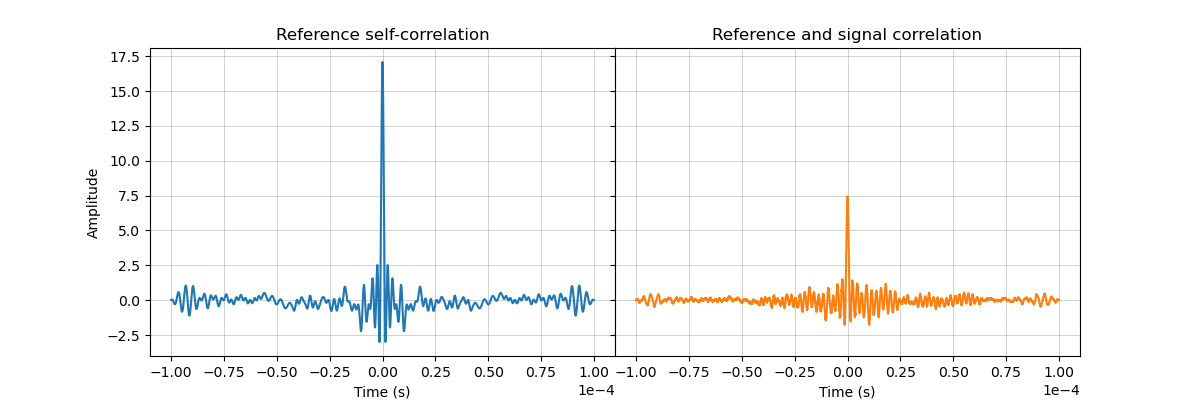 Reference self-correlation
Reference and signal correlation
17.5
15.0
12.5
10.0
7.5
5.0
2.5
0.0
−2.5
Amplitude
−1.00 −0.75 −0.50 −0.25 0.00 0.25 0.50 0.75 1.00
1e−4
Time (s)
−1.00 −0.75 −0.50 −0.25 0.00 0.25 0.50 0.75 1.00
1e−4
Time (s)